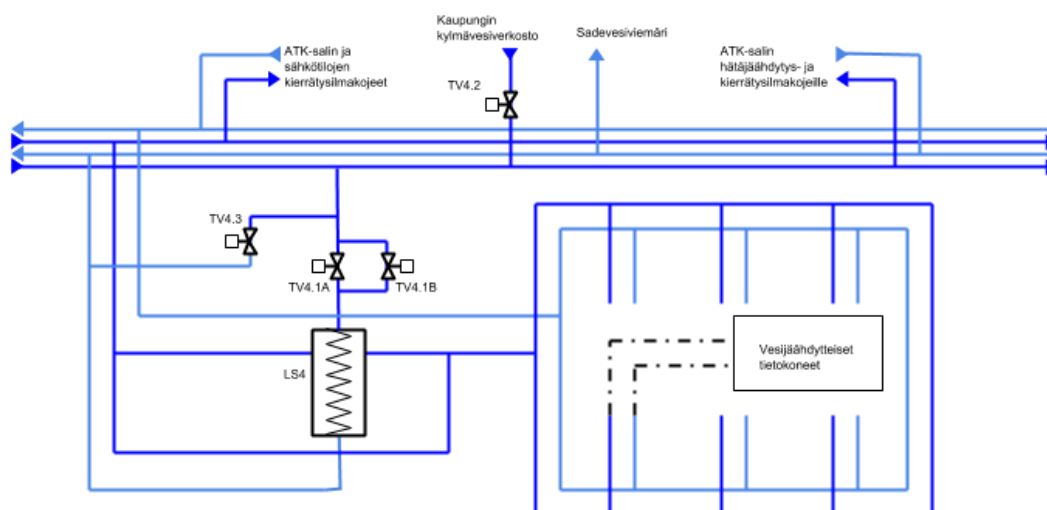 Kaupungin
kylmävesiverkosto
Sadevesiviemäri
ATK-salin ja
sähkötilojen
kierrätysilmakojeet
ATK-salin
hätäjäähdytys- ja
kierrätysilmakojeille
TV4.2
TV4.3
TV4.1A
TV4.1B
LS4
Vesijäähdytteiset
tietokoneet